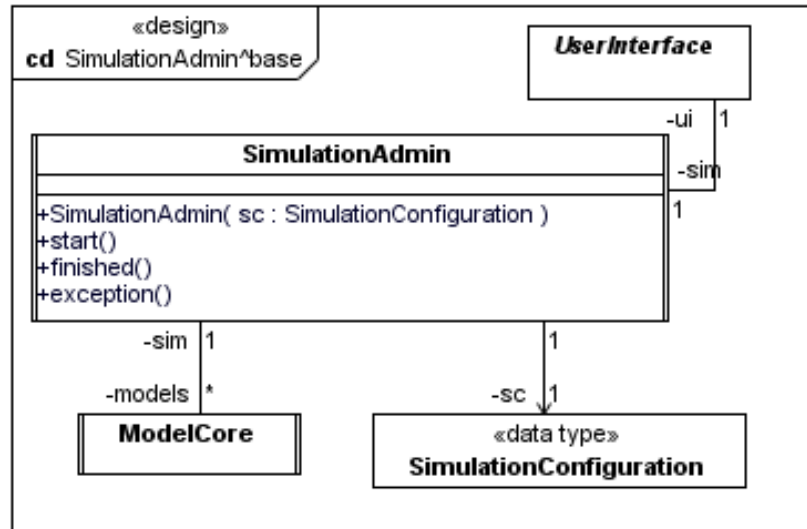 «design»
cd SimulationAdmin^base
UserInterface
-ui 1
SimulationAdmin
-sim
1
+SimulationAdmin( sc : SimulationConfiguration )
+start()
+finished()
+exception()
-sim 1 1
-models * -sc 1
ModelCore
«data type»
SimulationConfiguration